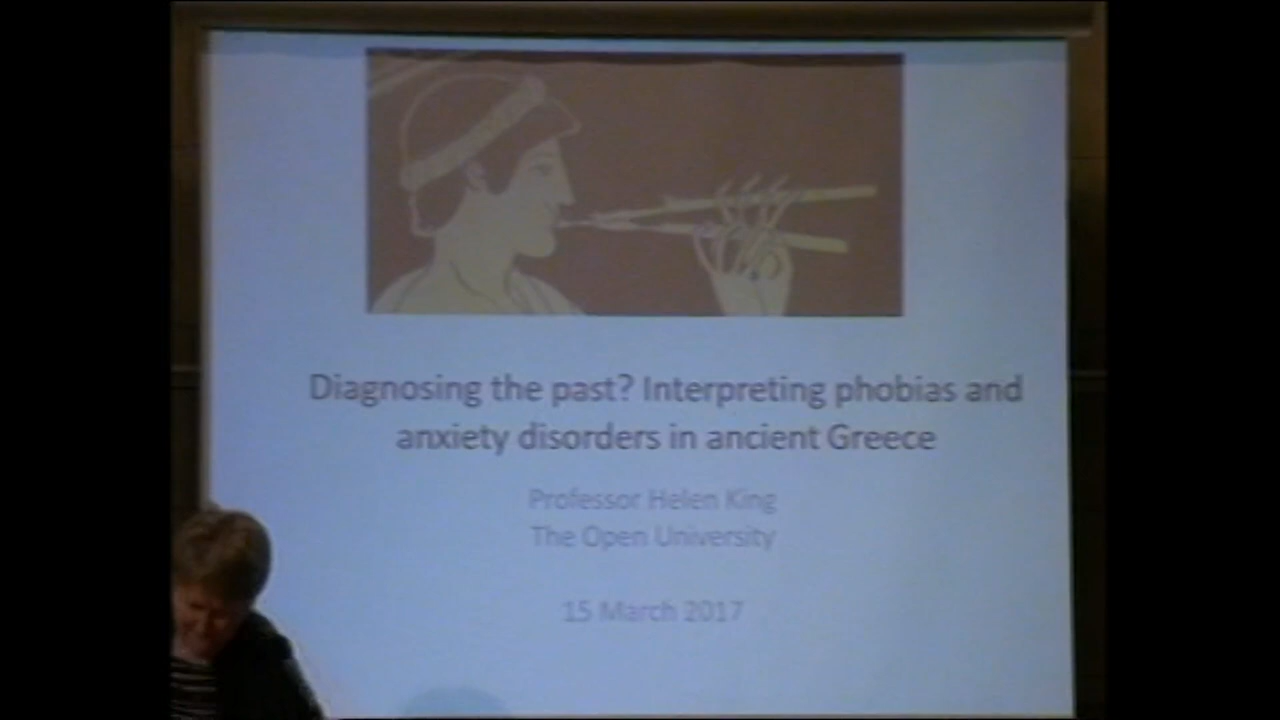 Diagnosing the past? Interpreting phobias and
anxiety disorders in ancient Greece
Professor Helen King
The Open University
15 March 2017